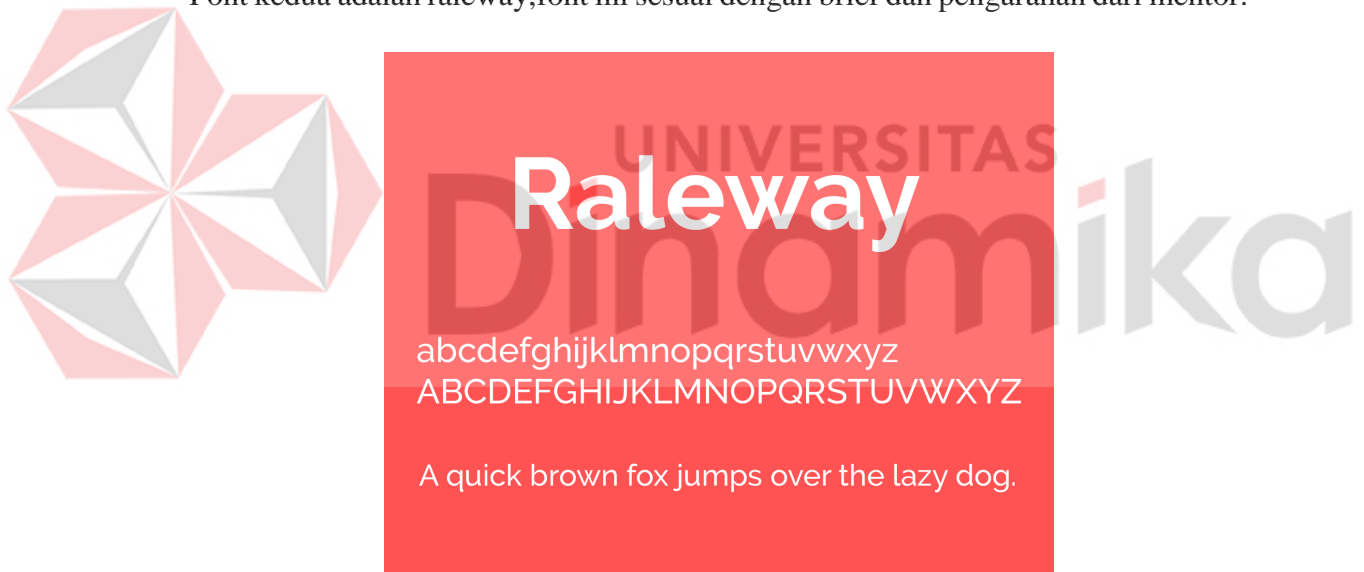 Font kedua adalah raleway,font ini sesuai dengan brief dan pengarahan dari mentor.
UNIVERSITAS
Dinamika
Raleway
abcdefghijklmnopqrstuvwxyz
ABCDEFGHIJKLMNOPQRSTUVWXYZ
A quick brown fox jumps over the lazy dog.